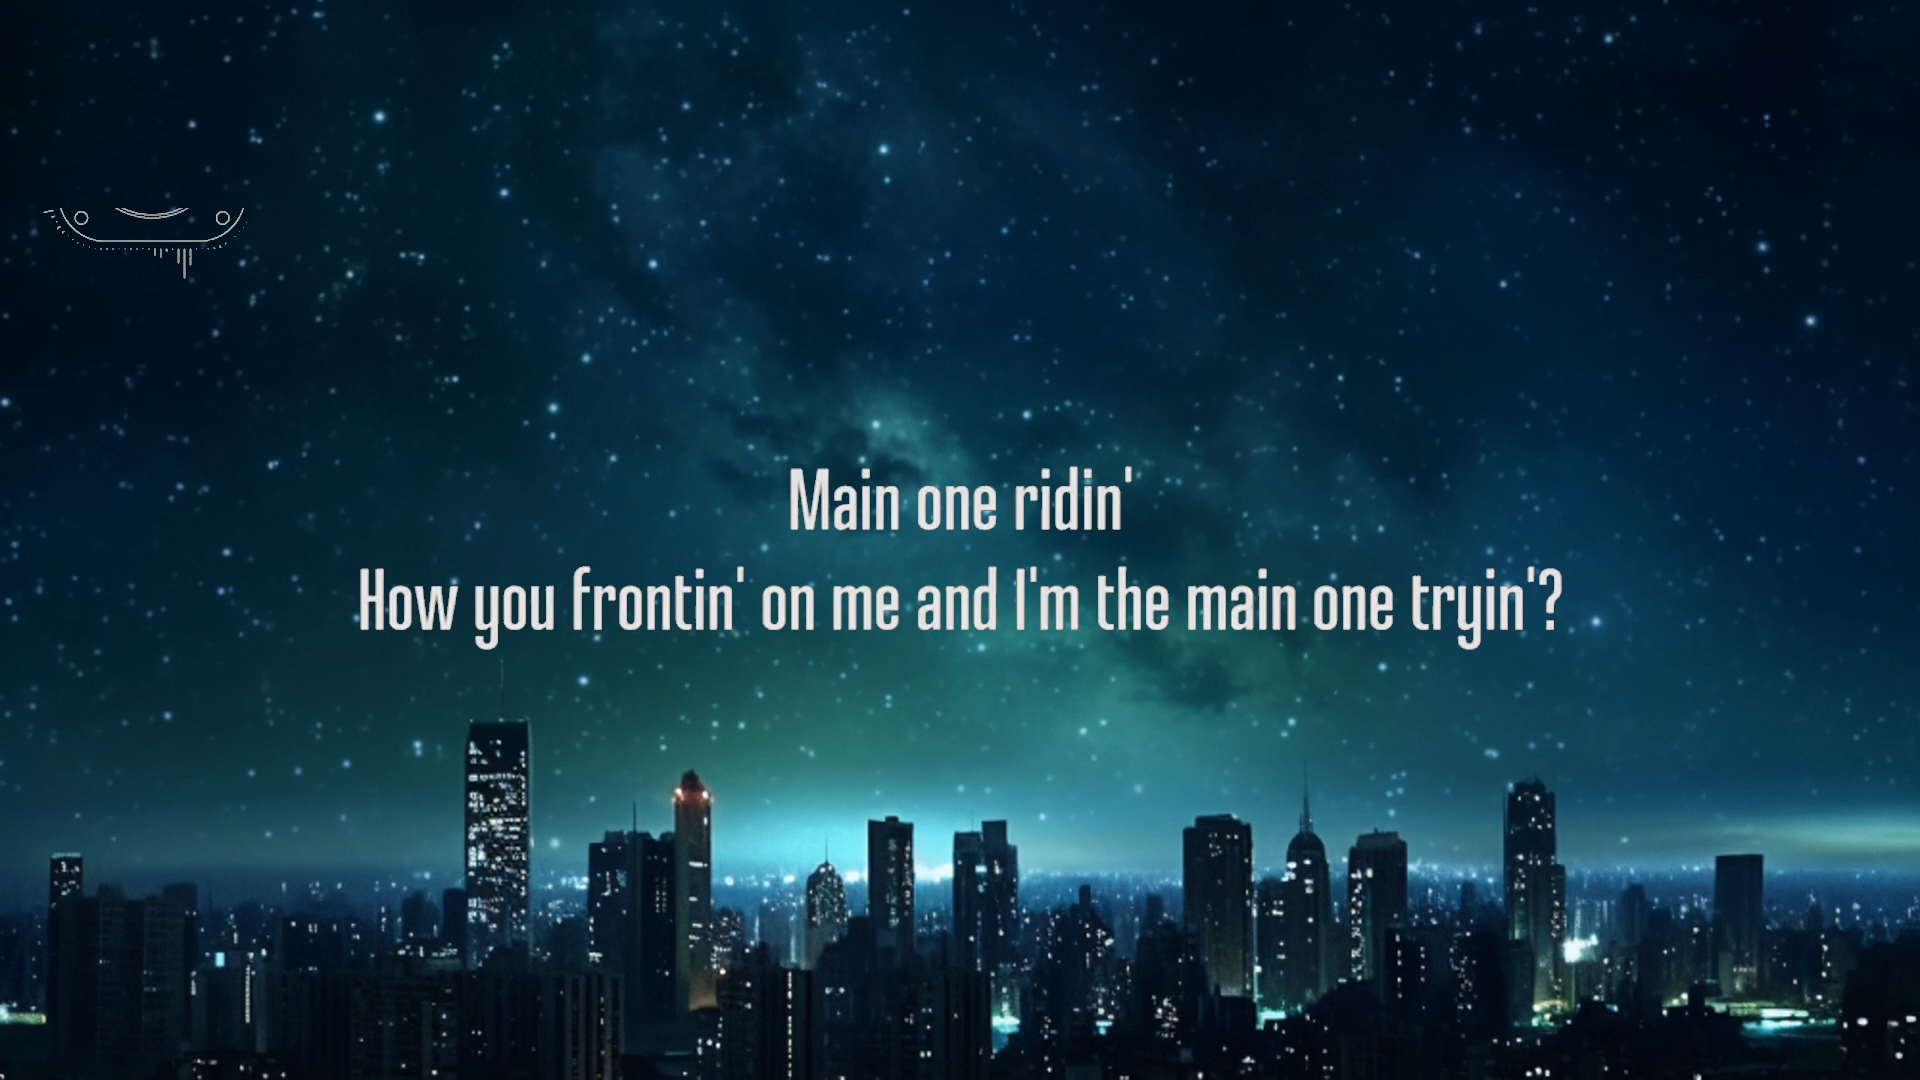 Main one ridin'
How you frontin' on me and I'm the main one tryin'?